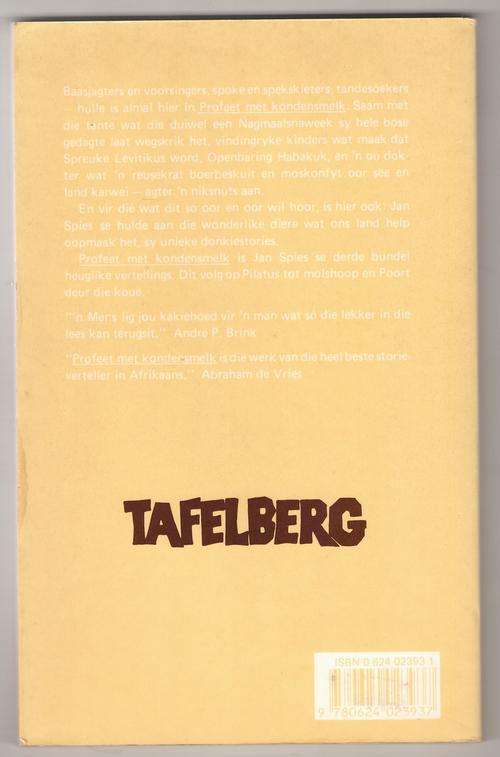 Baasjagters en voorsingers, spoke en spekskieters, tandesoekers
— hulle is almal hier in Profeet met kondensmelk. Saam met
die tante wat die duiwel een Nagmaalsnaweek sy hele bose
gedagte laat wegskrik het, vindingryke kinders wat maak dat
Spreuke Levitikus word, Openbaring Habakuk, en 'n ou dok-
ter wat 'n reusekrat boerbeskuit en moskonfyt oor see en
land karwei — agter 'n niksnuts aan.
En vir die wat dit so oor en oor wil hoor, is hier ook Jan
Spies se hulde aan die wonderlike diere wat ons land help
oopmaak het, sy unieke donkiestories.
Profeet met kondensmelk is Jan Spies se derde bundel
heuglike vertellings. Dit volg op Pilatus tot molshoop en Poort
deur die koue.
"'n Mens lig jou kakiehoed vir 'n man wat só die lekker in die
lees kan terugsit." André P. Brink
"Profeet met kondensmelk is die werk van die heel beste storie-
verteller in Afrikaans." Abraham de Vries
TAFELBERG
ISBN 0 624 02393 1
9 780624 023937